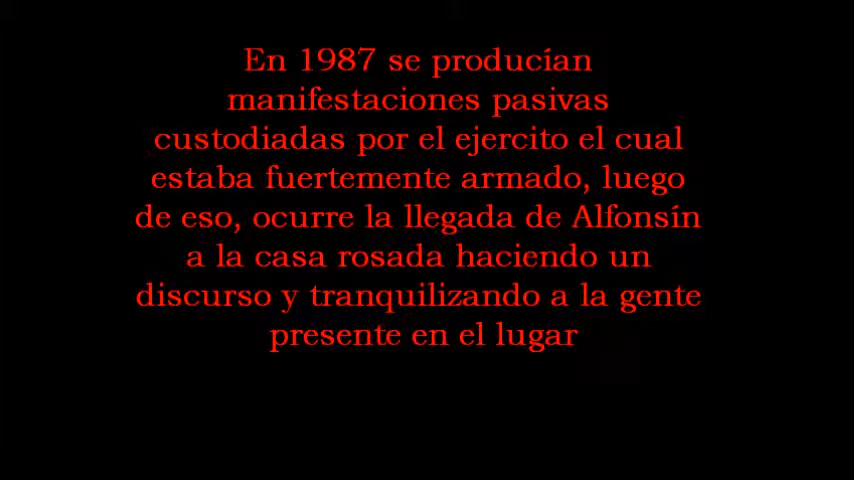 En 1987 se producían
manifestaciones pasivas
custodiadas por el ejercito el cual
estaba fuertemente armado, luego
de eso, ocurre la llegada de Alfonsín
a la casa rosada haciendo un
discurso y tranquilizando a la gente
presente en el lugar